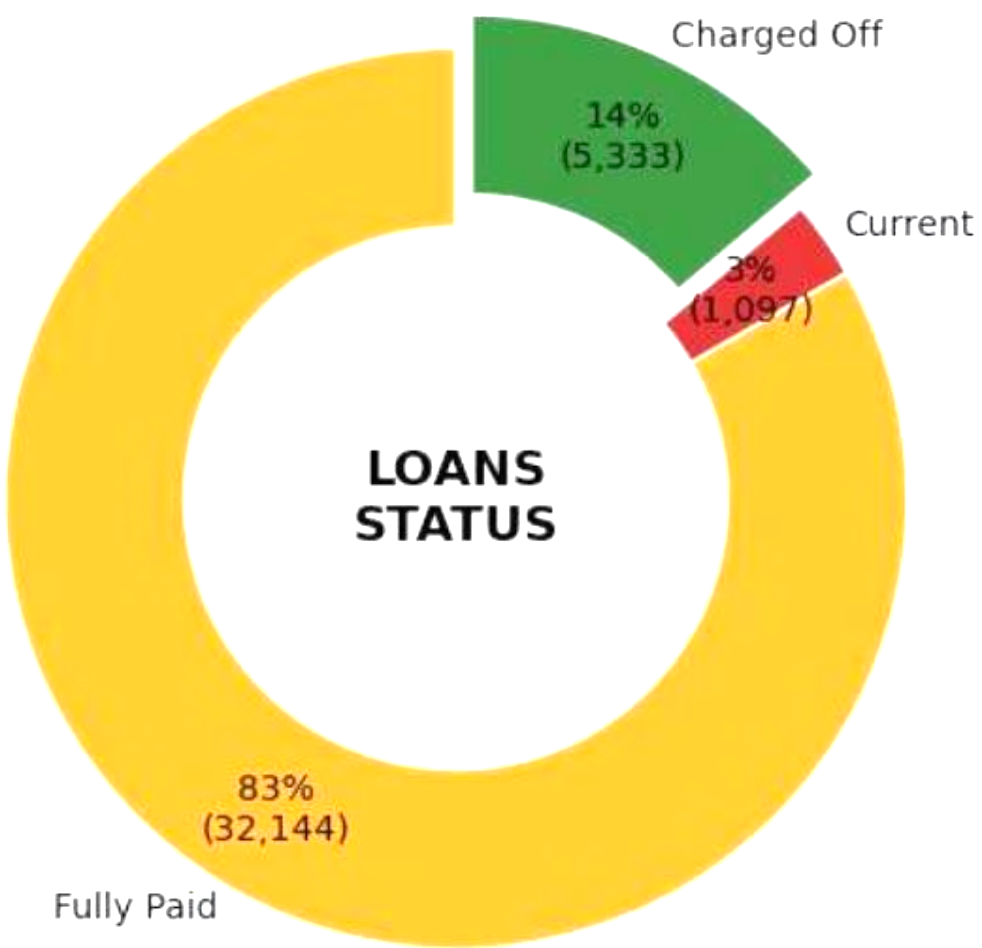 Charged Off
14%
(5,333)
Current
3%
(1,097)
LOANS
STATUS
83%
(32,144)
Fully Paid